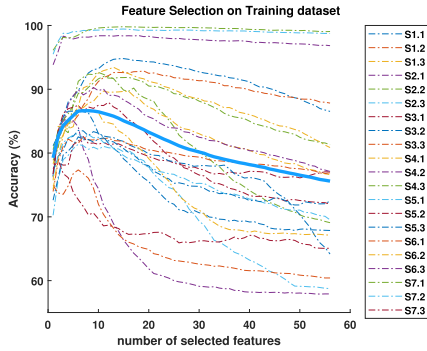 Feature Selection on Training dataset
100
90
80
70
60
Accuracy (%)
0
10
20
30
40
50
60
number of selected features
S1.1
S1.2
S1.3
S2.1
S2.2
S2.3
S3.1
S3.2
S3.3
S4.1
S4.2
S4.3
S5.1
S5.2
S5.3
S6.1
S6.2
S6.3
S7.1
S7.2
S7.3